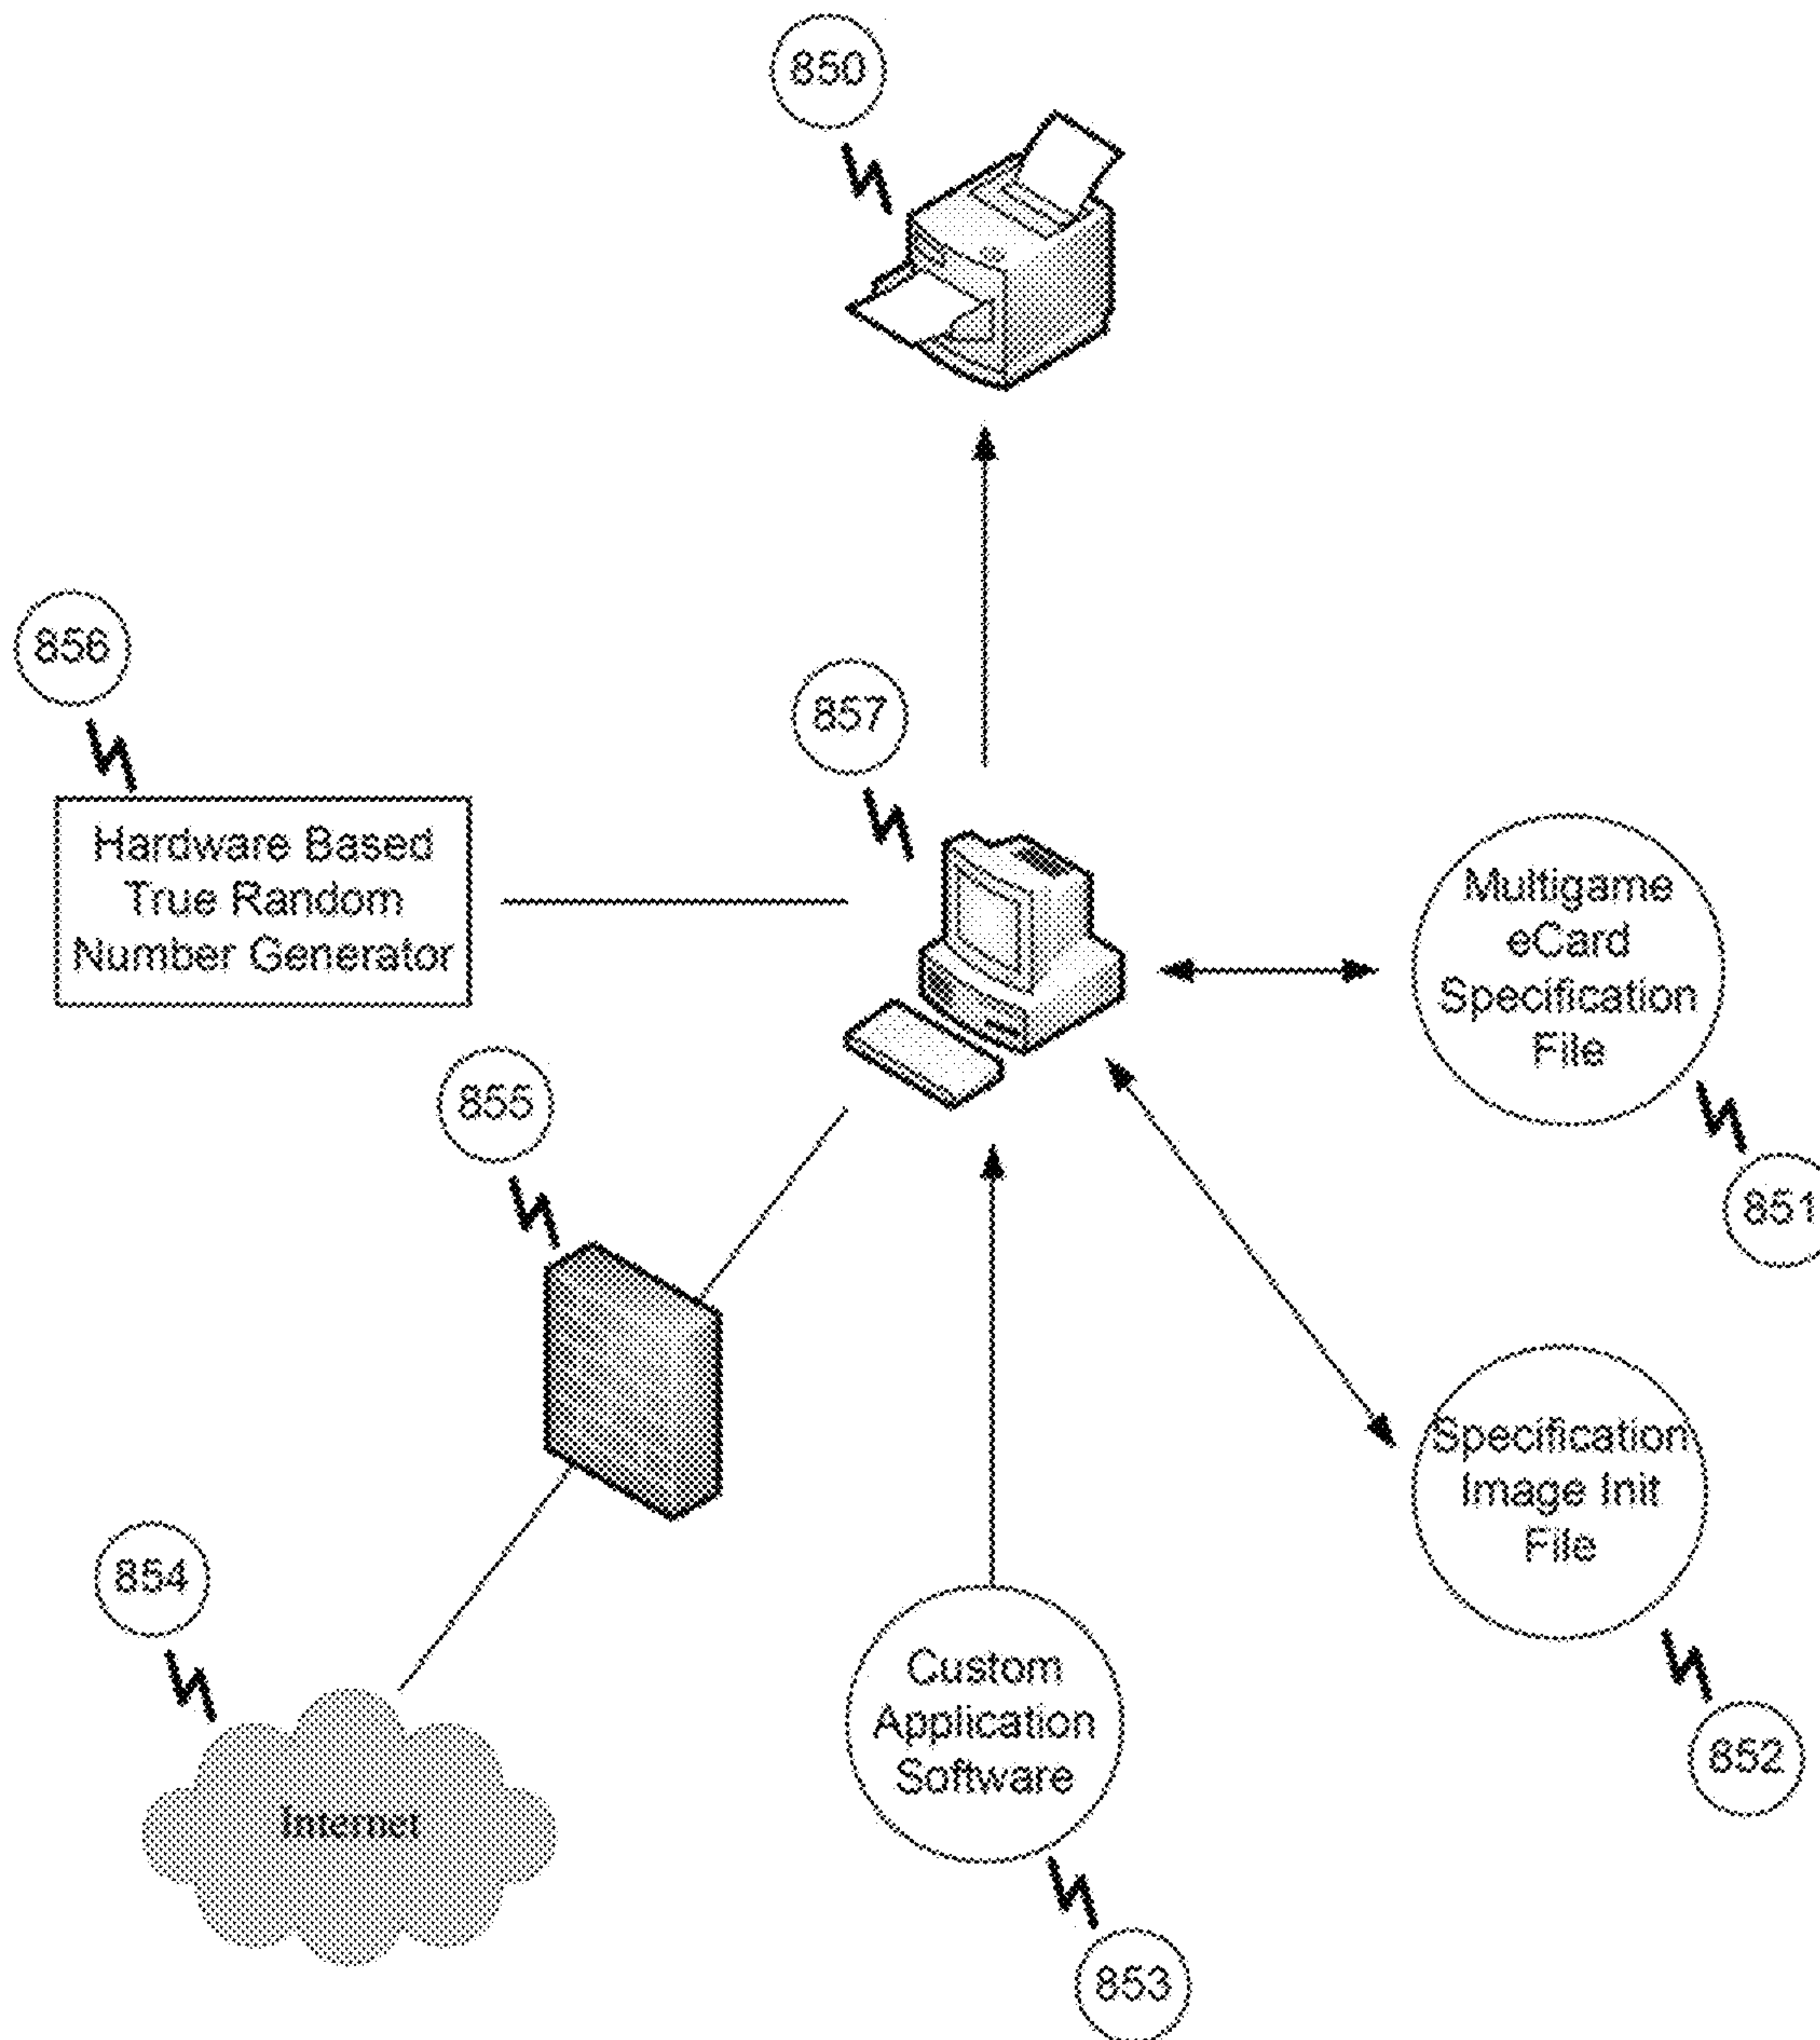 850
856
857
Hardware Based
True Random
Number Generator
Multigame
eCard
Specification
File
855
851
Specification
Image Init
File
854
Custom
Application
Software
852
Internet
853